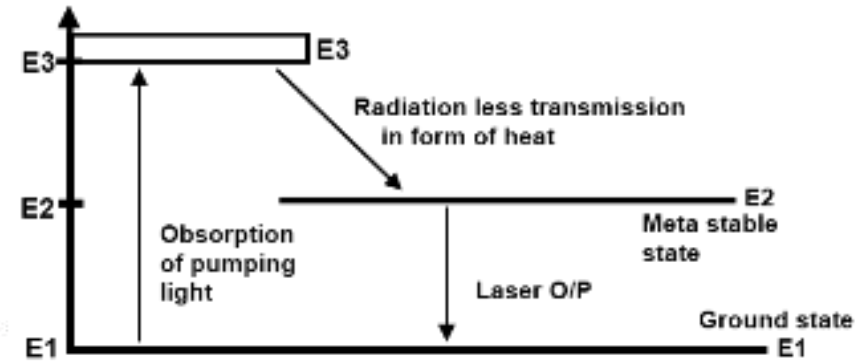 E3
E3
Radiation less transmission
in form of heat
E2
E2
Meta stable
state
Obsorption
of pumping
light
Laser O/P
Ground state
E1
E1